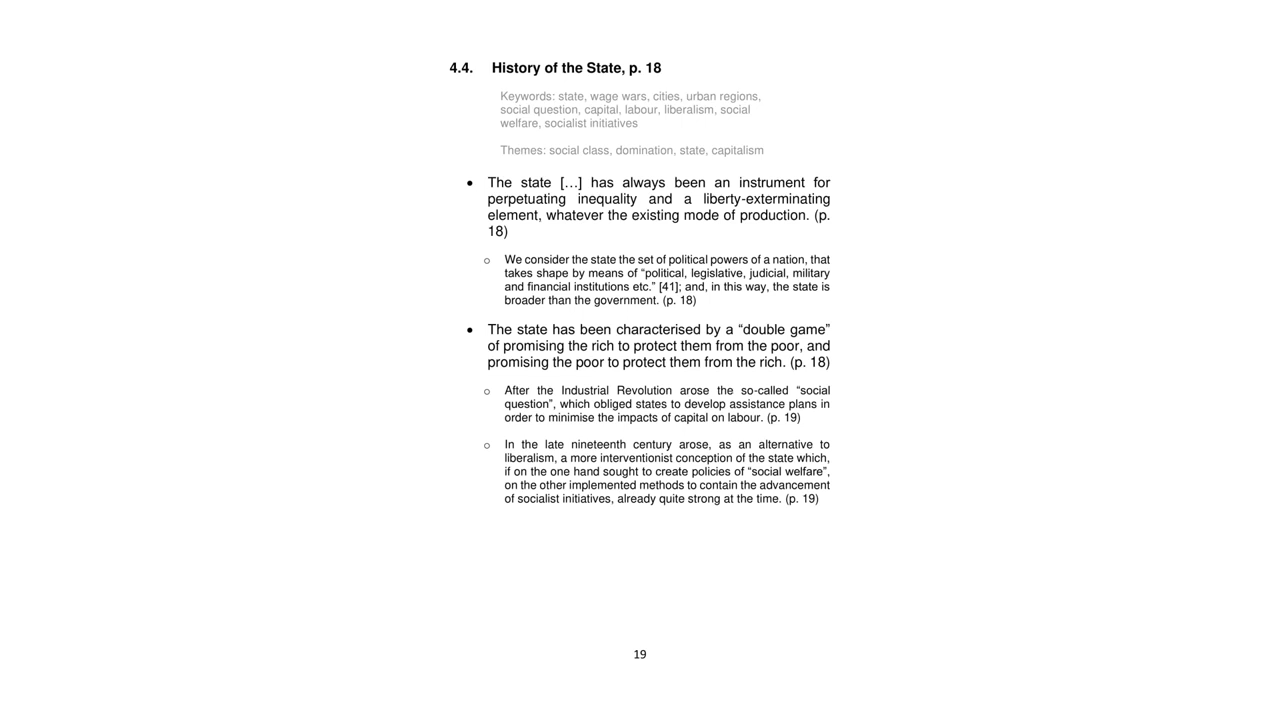 4.4. History of the State, p. 18
Keywords: state, wage wars, cities, urban regions,
social question, capital, labour, liberalism, social
welfare, socialist initiatives
Themes: social class, domination, state, capitalism
• The state […] has always been an instrument for
perpetuating inequality and a liberty-exterminating
element, whatever the existing mode of production. (p.
18)
o We consider the state the set of political powers of a nation, that
takes shape by means of “political, legislative, judicial, military
and financial institutions etc.” [41]; and, in this way, the state is
broader than the government. (p. 18)
• The state has been characterised by a “double game”
of promising the rich to protect them from the poor, and
promising the poor to protect them from the rich. (p. 18)
o After the Industrial Revolution arose the so-called “social
question”, which obliged states to develop assistance plans in
order to minimise the impacts of capital on labour. (p. 19)
o In the late nineteenth century arose, as an alternative to
liberalism, a more interventionist conception of the state which,
if on the one hand sought to create policies of “social welfare”,
on the other implemented methods to contain the advancement
of socialist initiatives, already quite strong at the time. (p. 19)
19